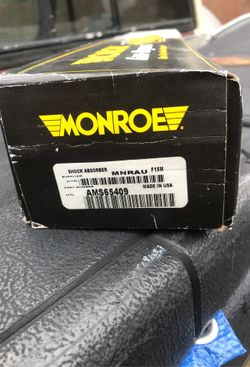 MONROE
SHOCK ABSORBER MNRAU F15M
MADE IN USA
AMS65409